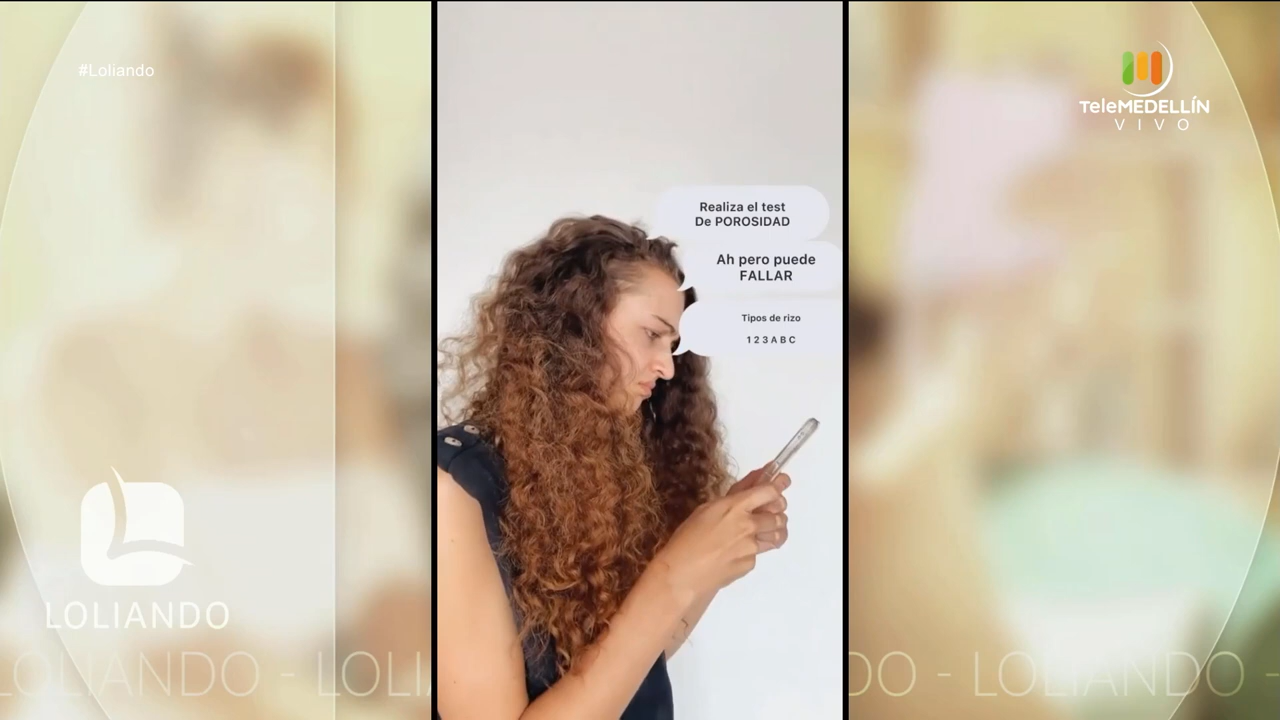 #Loliando
TeleMEDELLÍN
VIVO
Realiza el test
De POROSIDAD
Ah pero puede
FALLAR
Tipos de rizo
1 2 3 A B C
LOLIANDO
LOLIANDO - LOLI
DO - LOLIANDO -